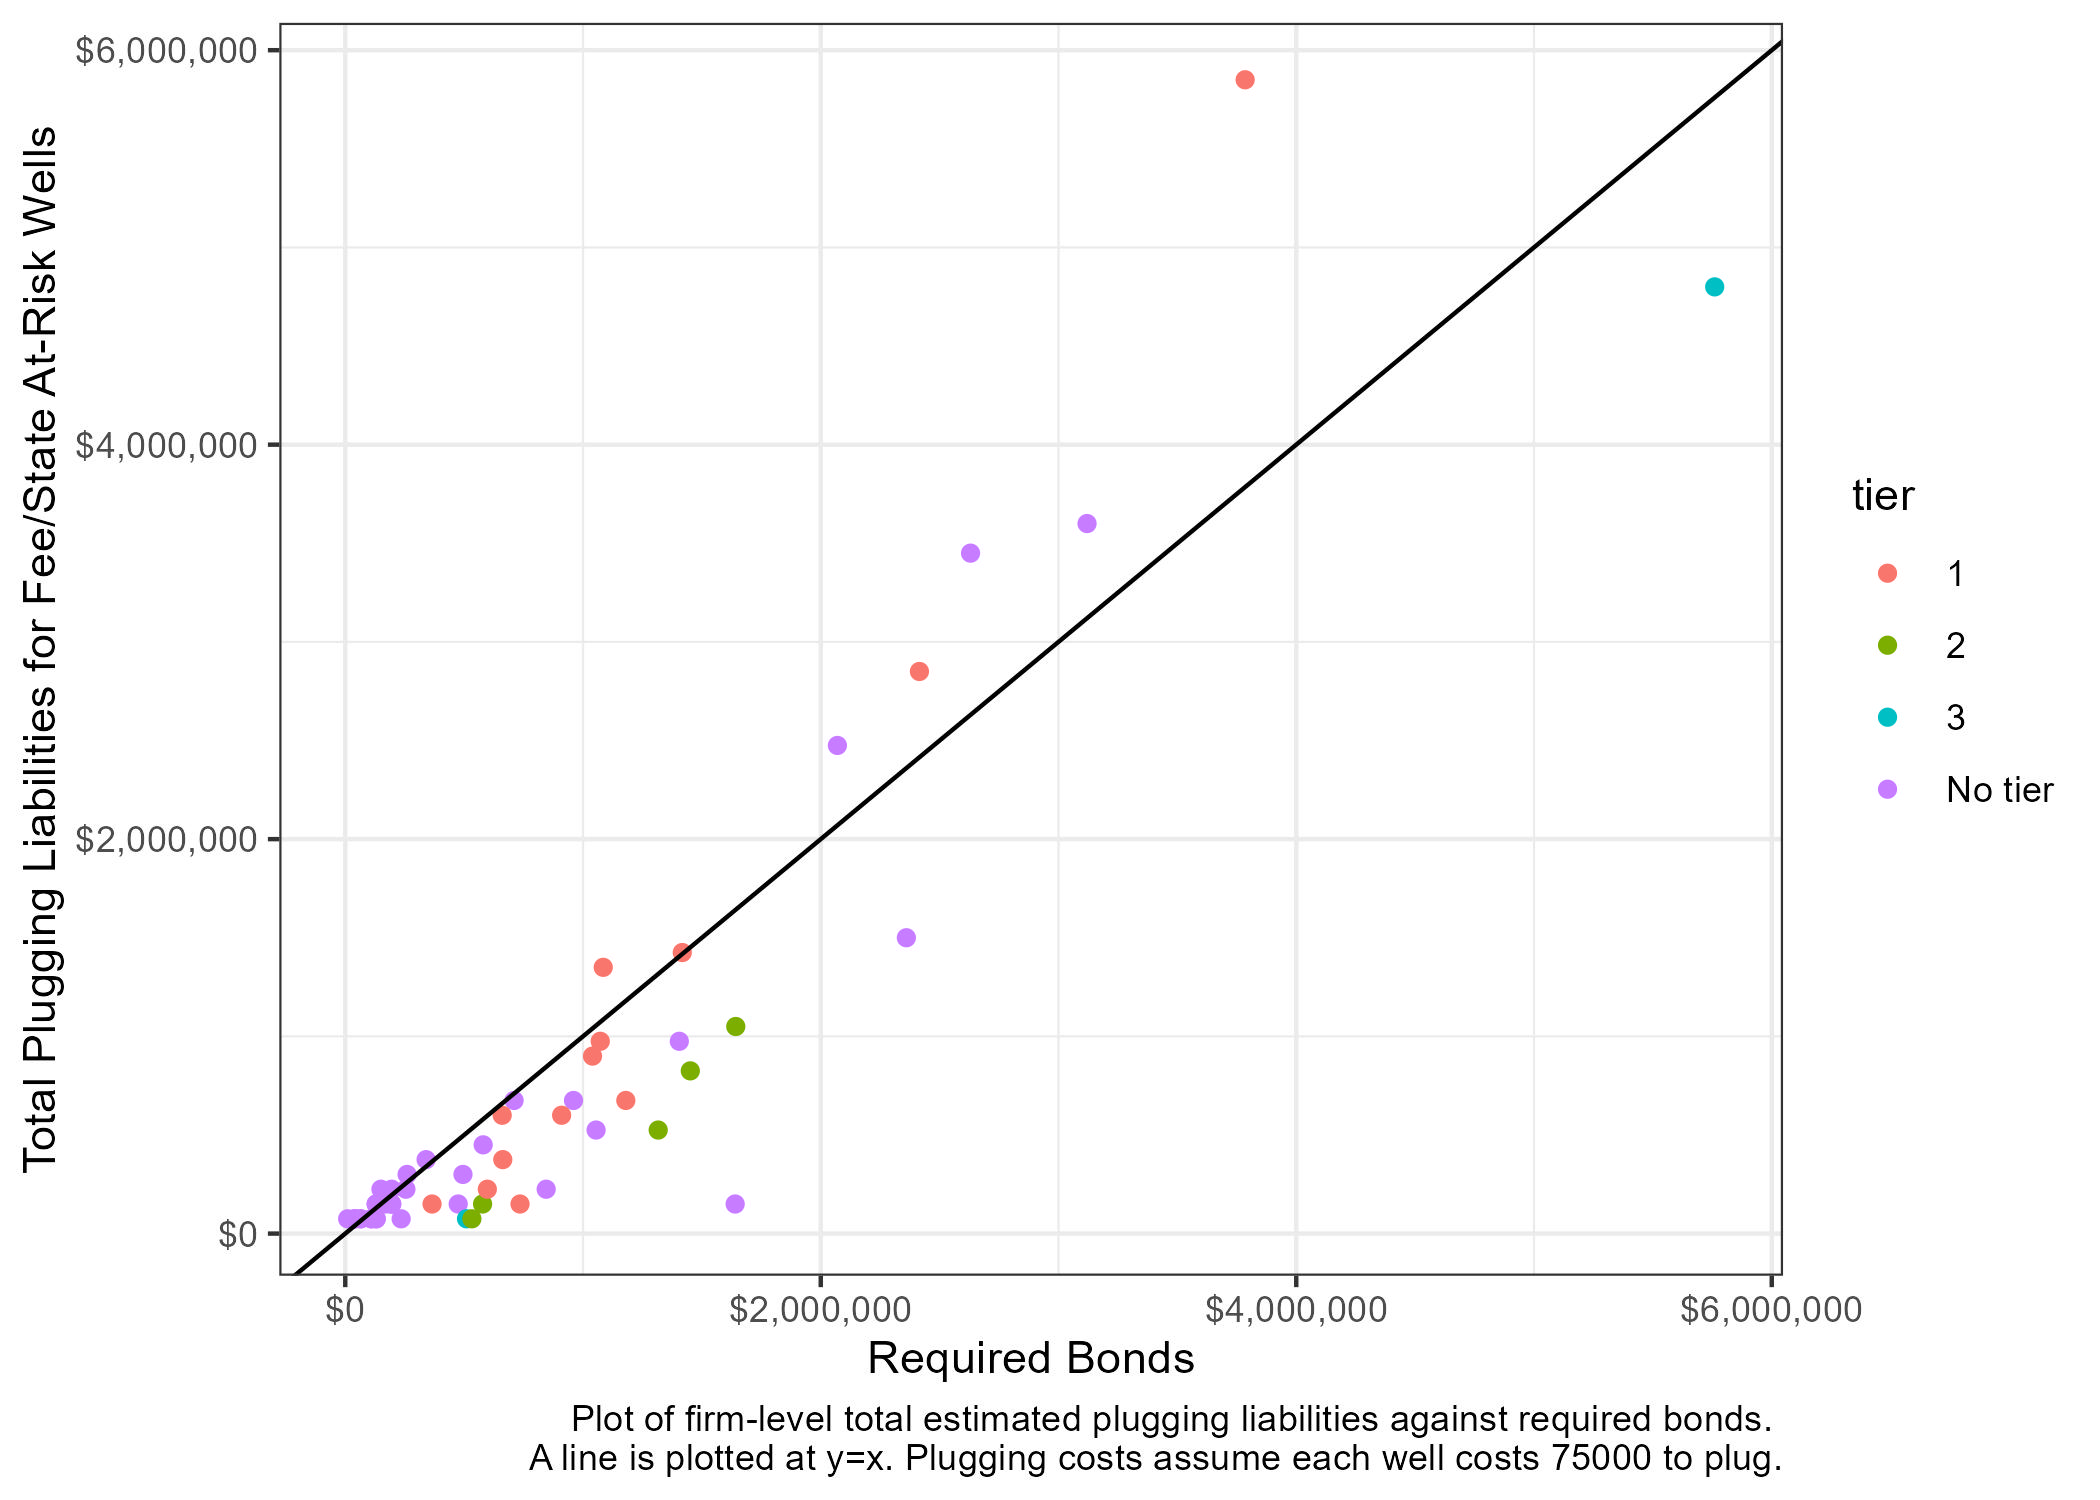 Total Plugging Liabilities for Fee/State At-Risk Wells
$6,000,000
$4,000,000
$2,000,000
$0
$0
$2,000,000
$4,000,000
$6,000,000
Required Bonds
tier
1
2
3
No tier
Plot of firm-level total estimated plugging liabilities against required bonds.
A line is plotted at y=x. Plugging costs assume each well costs 75000 to plug.